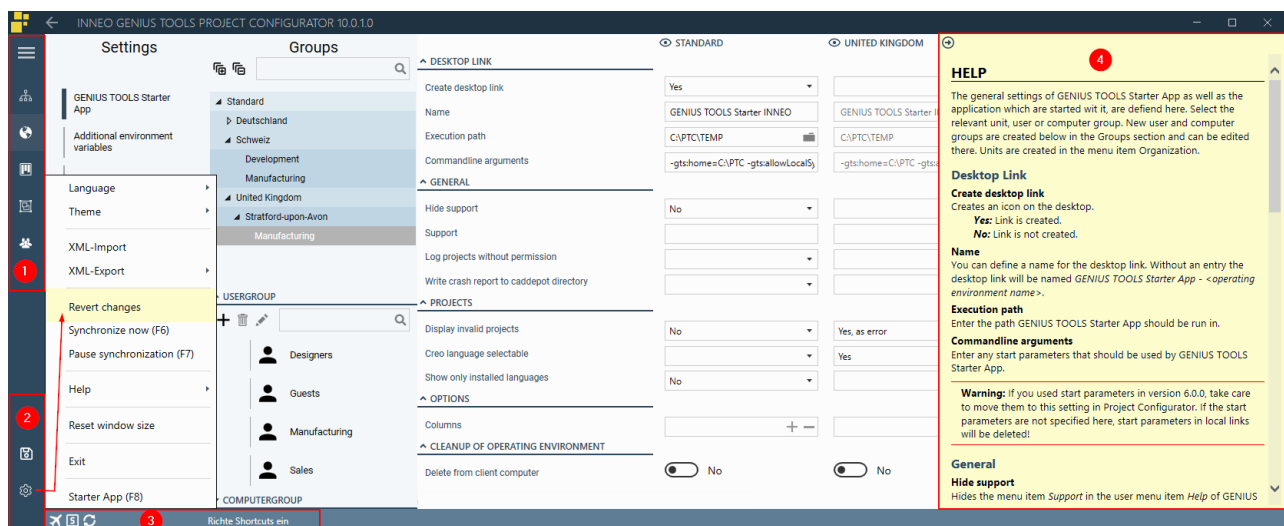 INNEO GENIUS TOOLS PROJECT CONFIGURATOR 10.0.1.0
1
2
Settings
GENIUS TOOLS Starter
App
Additional environment
variables
Language
Theme
XML-Import
XML-Export
Revert changes
Synchronize now (F6)
Pause synchronization (F7)
Help
Reset window size
Exit
Starter App (F8)
Groups
Standard
Deutschland
Schweiz
Development
Manufacturing
United Kingdom
Stratford-upon-Avon
Manufacturing
USERGROUP
Designers
Guests
Manufacturing
Sales
COMPUTERGROUP
STANDARD
UNITED KINGDOM
DESKTOP LINK
Create desktop link
Yes
Name
GENIUS TOOLS Starter INNEO
GENIUS TOOLS Starter
Execution path
C:\PTC\TEMP
C:\PTC\TEMP
Commandline arguments
-gts:home=C:\PTC -gts:allowLocalSy
-gts:home=C:\PTC -gts:a
GENERAL
Hide support
No
Support
Log projects without permission
Write crash report to caddepot directory
PROJECTS
Display invalid projects
No
Yes, as error
Creo language selectable
Yes
Show only installed languages
No
OPTIONS
Columns
CLEANUP OF OPERATING ENVIRONMENT
Delete from client computer
No
No
4
HELP
The general settings of GENIUS TOOLS Starter App as well as the
application which are started wit it, are defiend here. Select the
relevant unit, user or computer group. New user and computer
groups are created below in the Groups section and can be edited
there. Units are created in the menu item Organization.
Desktop Link
Create desktop link
Creates an icon on the desktop.
Yes: Link is created.
No: Link is not created.
Name
You can define a name for the desktop link. Without an entry the
desktop link will be named GENIUS TOOLS Starter App - <operating
environment name>.
Execution path
Enter the path GENIUS TOOLS Starter App should be run in.
Commandline arguments
Enter any start parameters that should be used by GENIUS TOOLS
Starter App.
Warning: If you used start parameters in version 6.0.0, take care
to move them to this setting in Project Configurator. If the start
parameters are not specified here, start parameters in local links
will be deleted!
General
Hide support
Hides the menu item Support in the user menu item Help of GENIUS
S
3
Richte Shortcuts ein